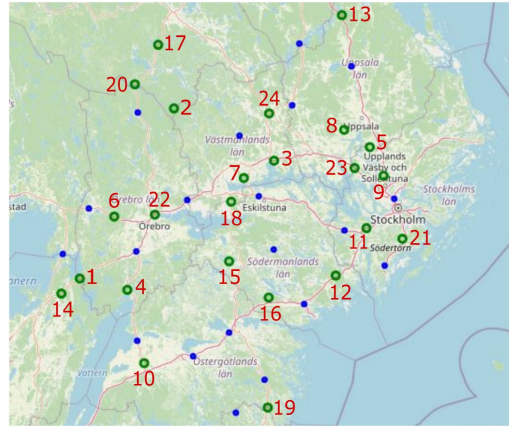 13
17
Uppsala
län
20
2
24
8
Uppsala
5
Västmanlands
län
3
Upplands
Väsby och
Sollentuna
23
7
9
Stockholms
län
6
Örebro län
22
18
Eskilstuna
stad
Örebro
Stockholm
11
Södertörn
21
15
Södermanlands
län
1
12
4
14
16
Östergötlands
län
10
Vättern
19